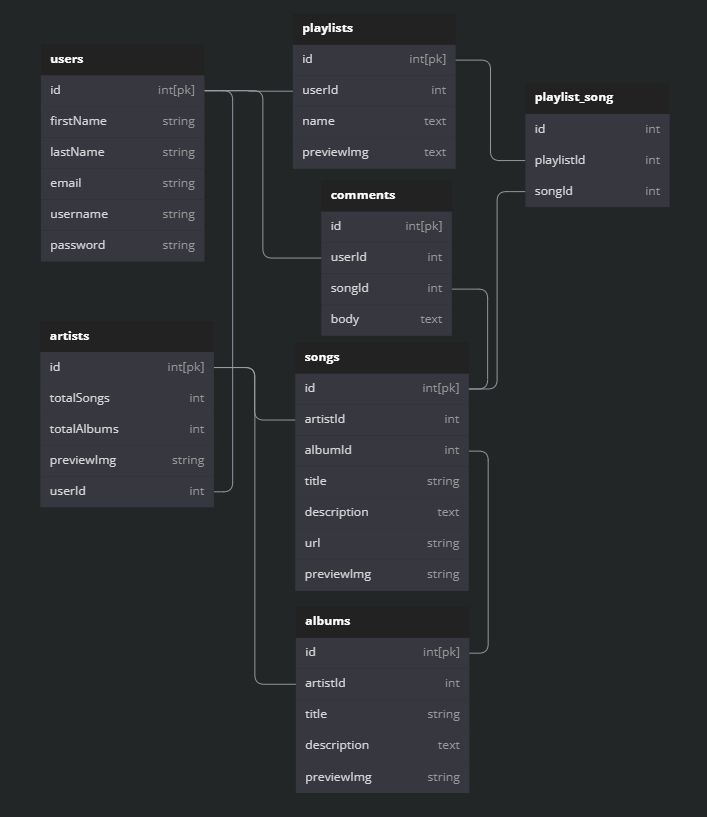 users
id int[pk]
firstName string
lastName string
email string
username string
password string
playlists
id int[pk]
userId int
name text
previewImg text
playlist_song
id int
playlistId int
songId int
comments
id int[pk]
userId int
songId int
body text
artists
id int[pk]
totalSongs int
totalAlbums int
previewImg string
userId int
songs
id int[pk]
artistId int
albumId int
title string
description text
url string
previewImg string
albums
id int[pk]
artistId int
title string
description text
previewImg string